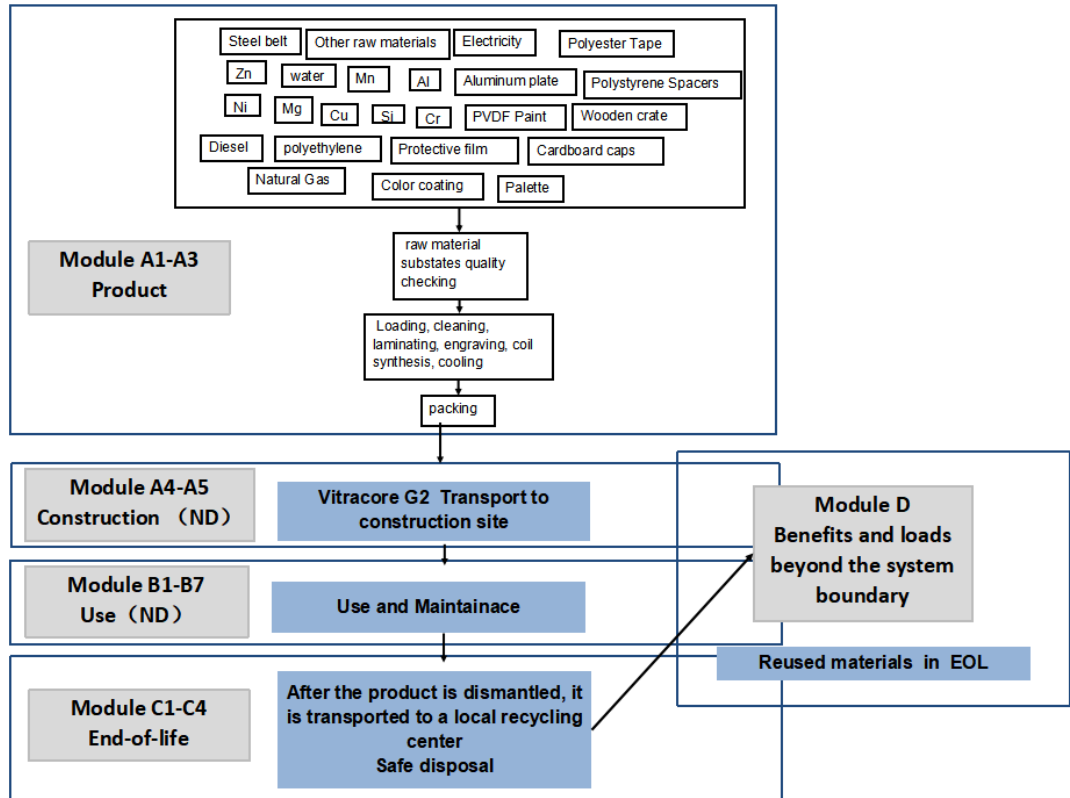 Steel belt
Other raw materials
Electricity
Polyester Tape
Zn
water
Mn
Al
Aluminum plate
Polystyrene Spacers
Ni
Mg
Cu
Si
Cr
PVDF Paint
Wooden crate
Diesel
polyethylene
Protective film
Cardboard caps
Natural Gas
Color coating
Palette
Module A1-A3
Product
raw material
substates quality
checking
Loading, cleaning,
laminating, engraving, coil
synthesis, cooling
packing
Module A4-A5
Construction （ND）
Vitracore G2 Transport to
construction site
Module B1-B7
Use（ND）
Use and Maintainace
Module C1-C4
End-of-life
After the product is dismantled, it
is transported to a local recycling
center
Safe disposal
Module D
Benefits and loads
beyond the system
boundary
Reused materials in EOL